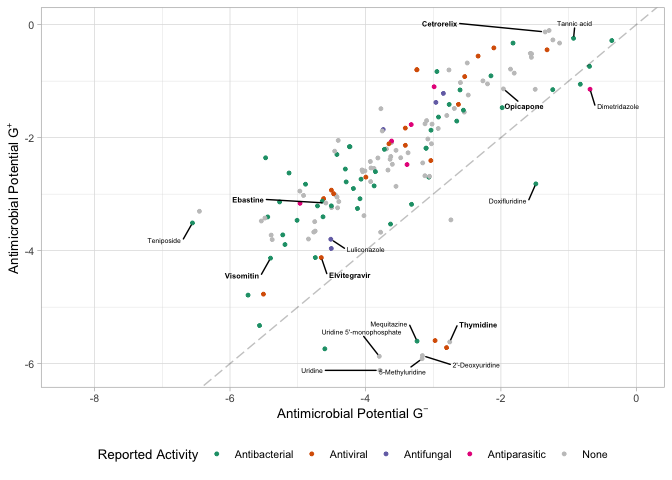 0
-2
-4
-6
-8
-6
-4
-2
0
Antimicrobial Potential G⁺
Antimicrobial Potential G⁻
Cetrorelix
Tannic acid
Opicapone
Dimetridazole
Doxifluridine
Ebastine
Teniposide
Luliconazole
Visomitin
Elvitegravir
Mequitazine
Thymidine
Uridine 5'-monophosphate
2'-Deoxyuridine
Uridine
5-Methyluridine
Reported Activity
Antibacterial
Antiviral
Antifungal
Antiparasitic
None